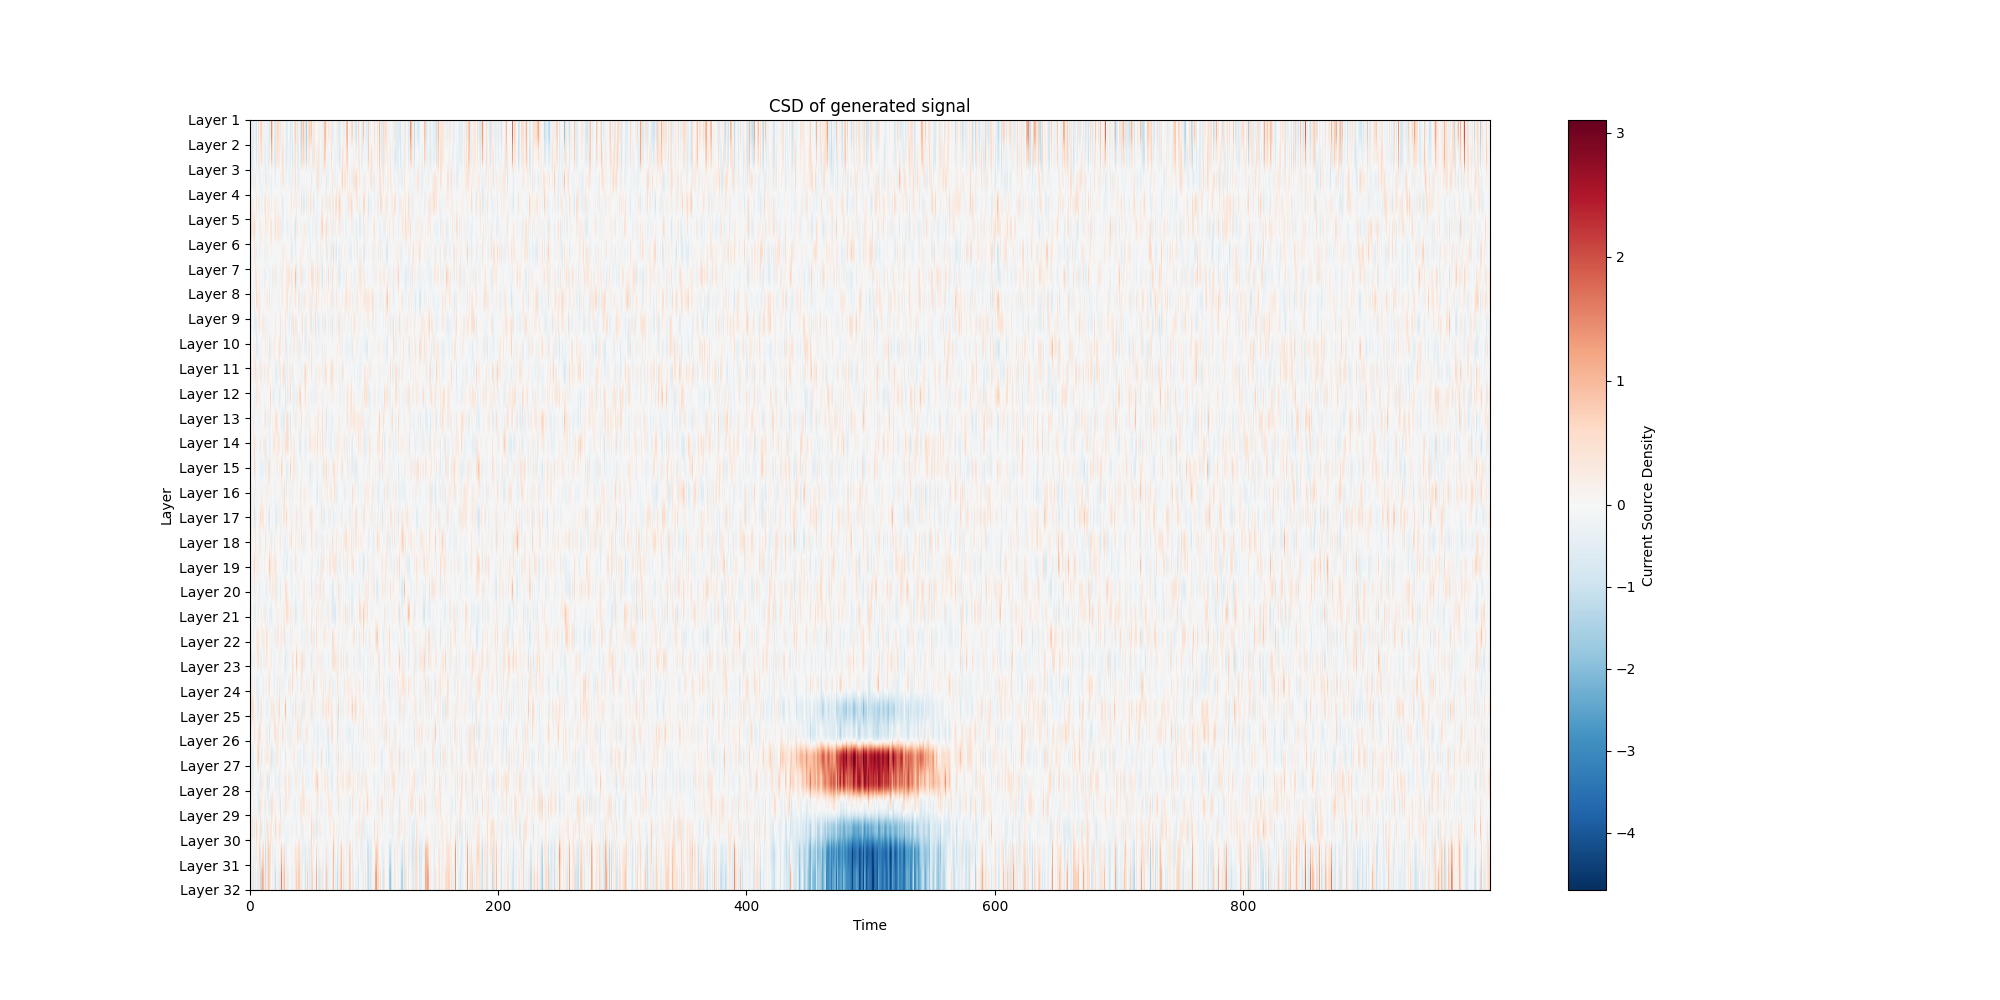 CSD of generated signal
Layer 1
Layer 2
Layer 3
Layer 4
Layer 5
Layer 6
Layer 7
Layer 8
Layer 9
Layer 10
Layer 11
Layer 12
Layer 13
Layer 14
Layer 15
Layer 16
Layer 17
Layer 18
Layer 19
Layer 20
Layer 21
Layer 22
Layer 23
Layer 24
Layer 25
Layer 26
Layer 27
Layer 28
Layer 29
Layer 30
Layer 31
Layer 32
Layer
0 200 400 600 800
Time
3
2
1
0
−1
−2
−3
−4
Current Source Density